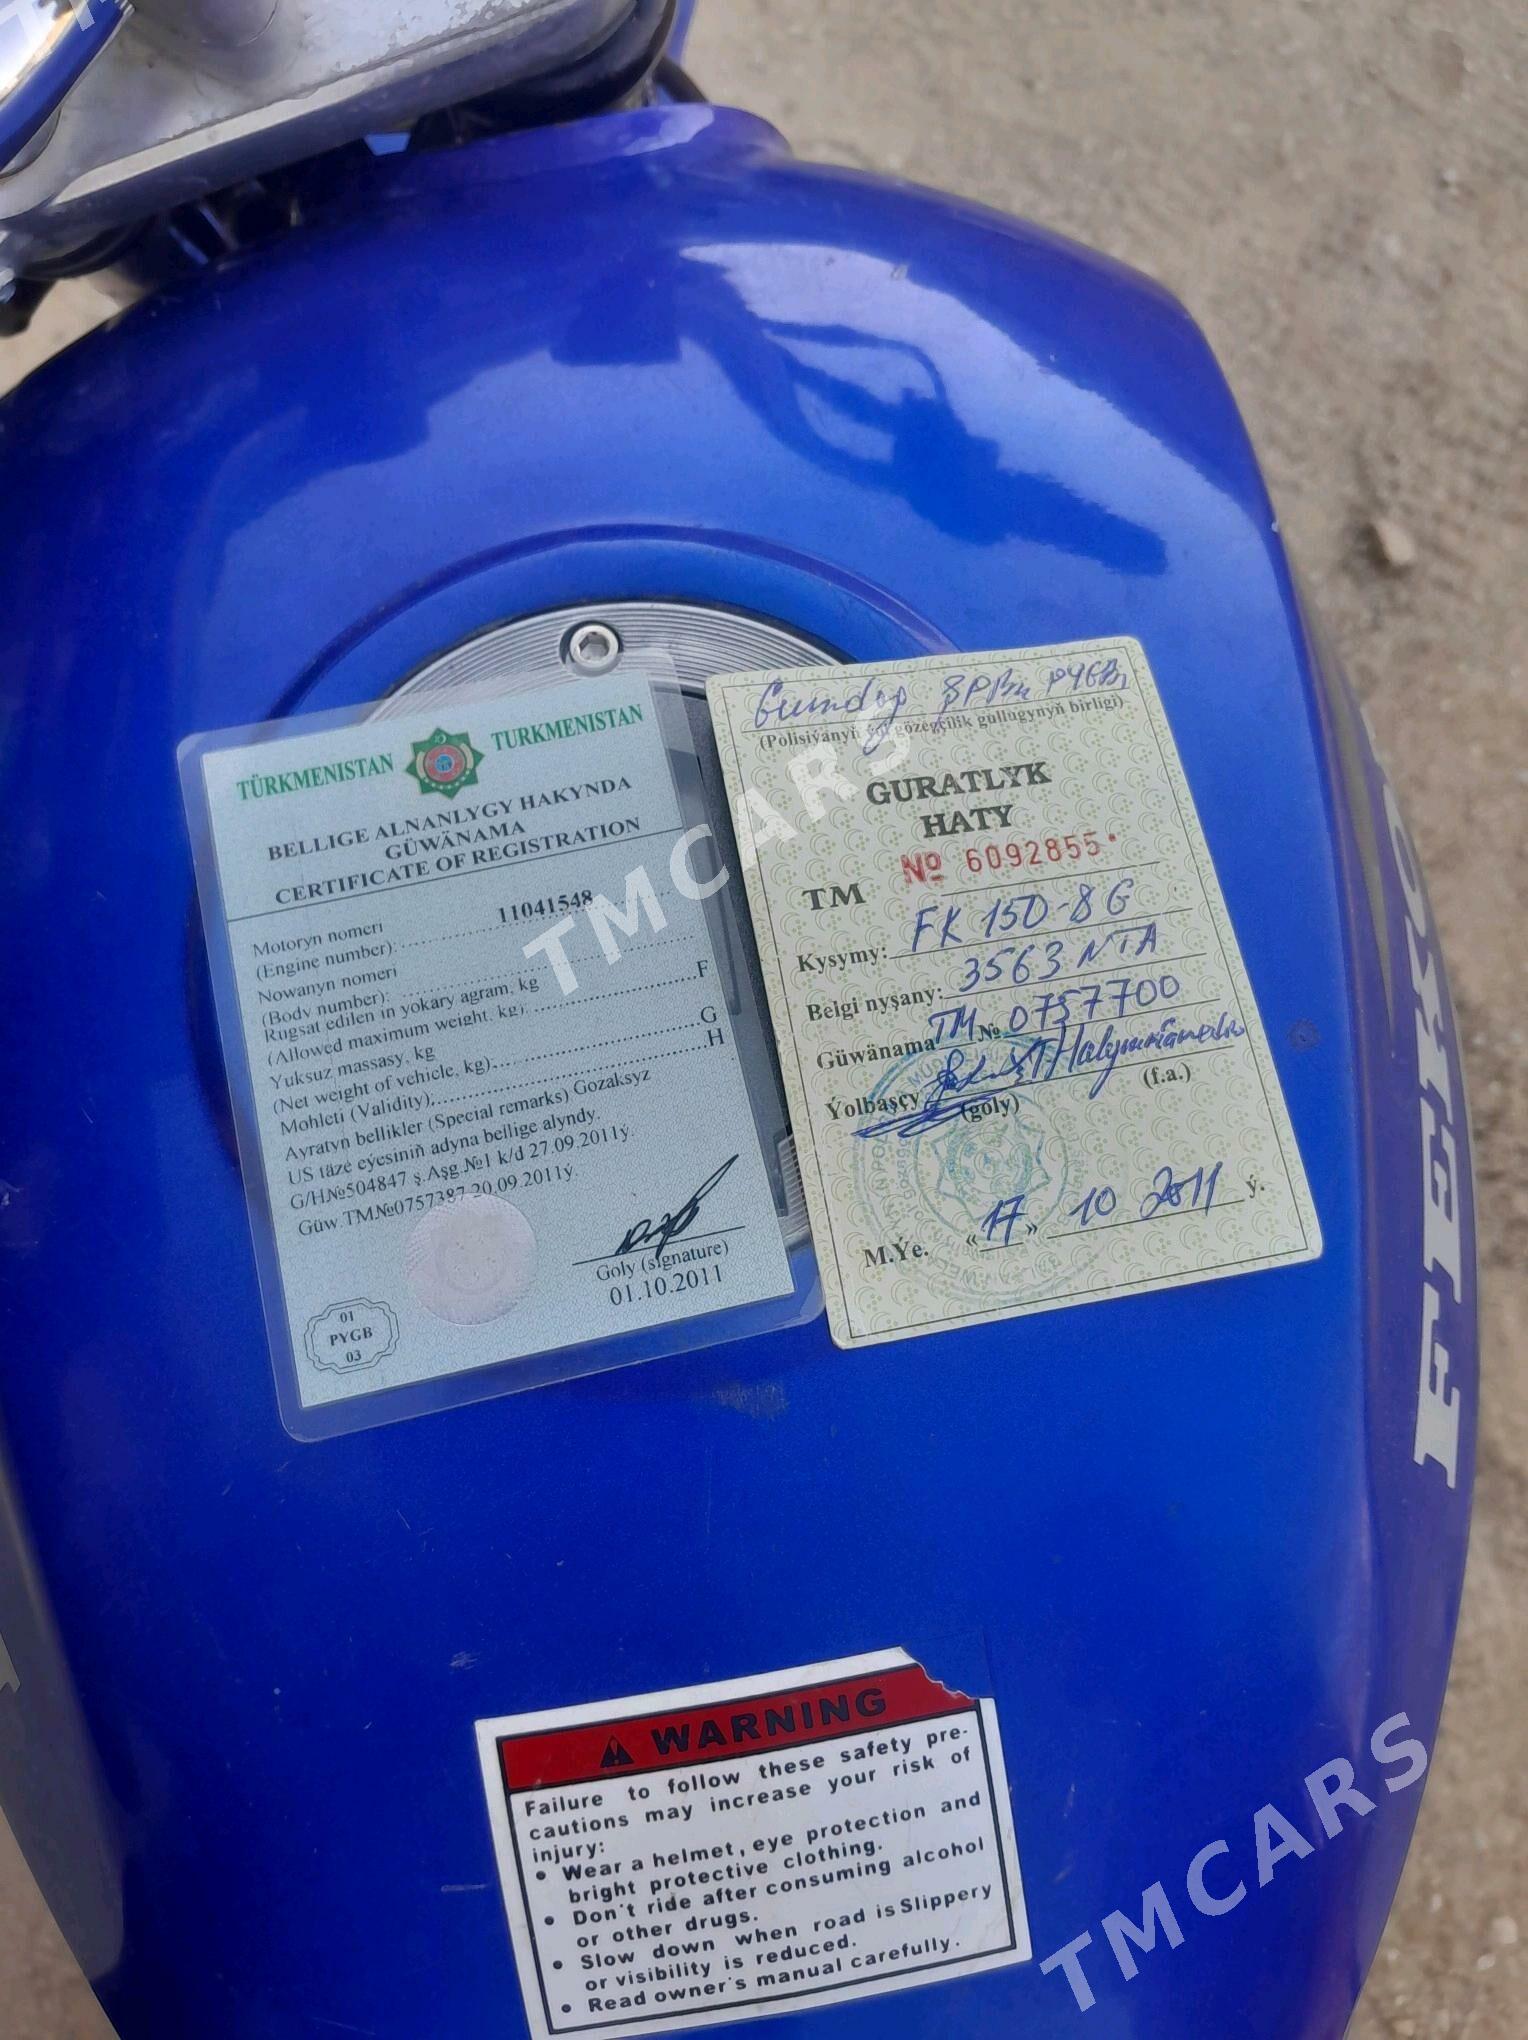 TÜRKMENISTAN TURKMENISTAN
BELLIGE ALNANLYGY HAKYNDA
GÜWÄNAMA
CERTIFICATE OF REGISTRATION
Motoryn nomeri
(Engine number): 11041548
Nowanyn nomeri
(Body number):
Rugsat edilen in yokary agram, kg
(Allowed maximum weight, kg): F
Yuksuz massasy, kg
(Net weight of vehicle, kg) G
Mohleti (Validity) H
Ayratyn bellikler (Special remarks) Gozaksyz
US täze eýesiniň adyna bellige alyndy.
G/H№504847 ş.Aşg.№1 k/d 27.09.2011ý.
Güw.TM№0757387 20.09.2011ý.
Goly (signature)
01.10.2011
01
PYGB
03
Gundog
(Polisiýanyň ýol gözegçilik gullugynyň birligi)
GURATLYK
HATY
№ 6092855
TM
Kysymy: FK 150-8G
Belgi nyşany: 3563 NTA
Güwänama TM № 0757700
Ýolbaşçy
(goly) (f.a.)
M.Ýe. «17» 10 2011 ý.
WARNING
Failure to follow these safety pre-
cautions may increase your risk of
injury:
• Wear a helmet, eye protection and
bright protective clothing.
• Don't ride after consuming alcohol
or other drugs.
• Slow down when road is Slippery
or visibility is reduced.
• Read owner's manual carefully.
TMCARS
TMCARS